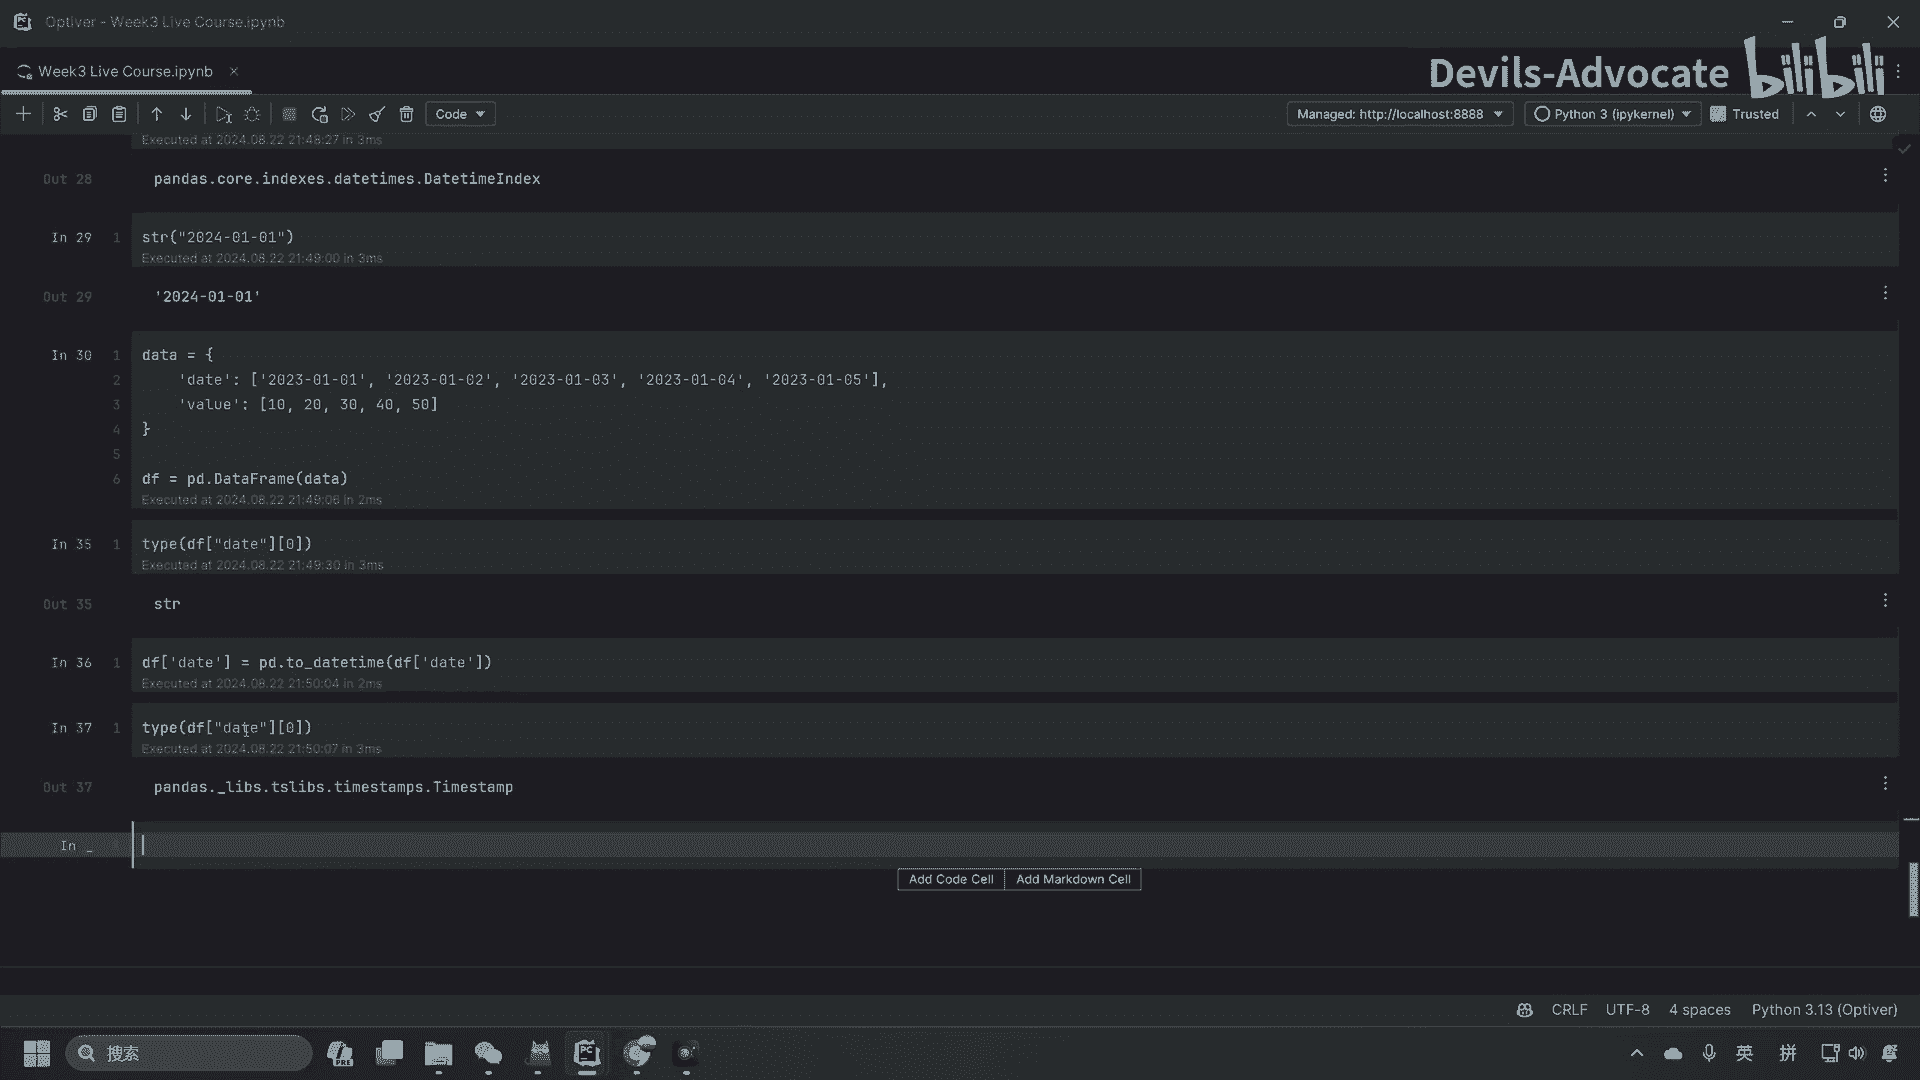 Optiver - Week3 Live Course.ipynb
Week3 Live Course.ipynb
Devils-Advocate bilibili
Code
Managed: http://localhost:8888
Python 3 (ipykernel)
Trusted
Executed at 2024.08.22 21:48:27 in 3ms
Out 28
pandas.core.indexes.datetimes.DatetimeIndex
In 29 1 str("2024-01-01")
Executed at 2024.08.22 21:49:00 in 3ms
Out 29
'2024-01-01'
In 30 1 data = {
2 'date': ['2023-01-01', '2023-01-02', '2023-01-03', '2023-01-04', '2023-01-05'],
3 'value': [10, 20, 30, 40, 50]
4 }
5
6 df = pd.DataFrame(data)
Executed at 2024.08.22 21:49:06 in 2ms
In 35 1 type(df["date"][0])
Executed at 2024.08.22 21:49:30 in 3ms
Out 35
str
In 36 1 df['date'] = pd.to_datetime(df['date'])
Executed at 2024.08.22 21:50:04 in 2ms
In 37 1 type(df["date"][0])
Executed at 2024.08.22 21:50:07 in 3ms
Out 37
pandas._libs.tslibs.timestamps.Timestamp
In _
Add Code Cell
Add Markdown Cell
CRLF
UTF-8
4 spaces
Python 3.13 (Optiver)
搜索
PRE
PC
英
拼